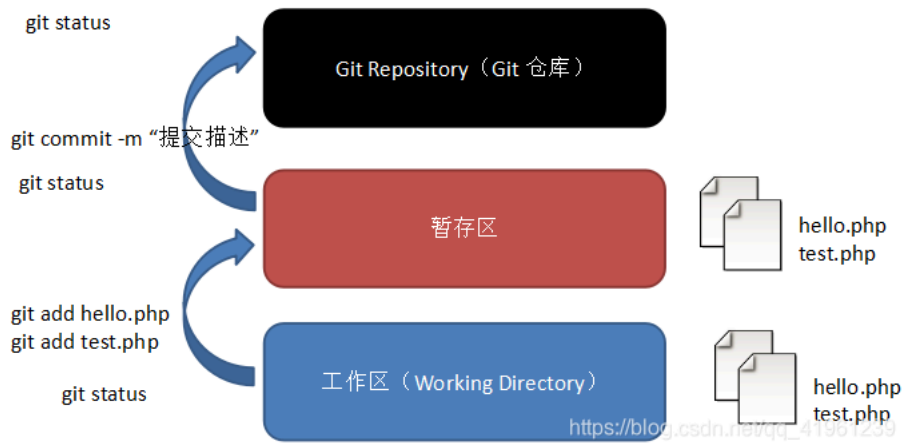 git status
Git Repository（Git 仓库）
git commit -m “提交描述”
git status
暂存区
hello.php
test.php
git add hello.php
git add test.php
工作区（Working Directory）
git status
hello.php
test.php
https://blog.csdn.net/qq_41961239